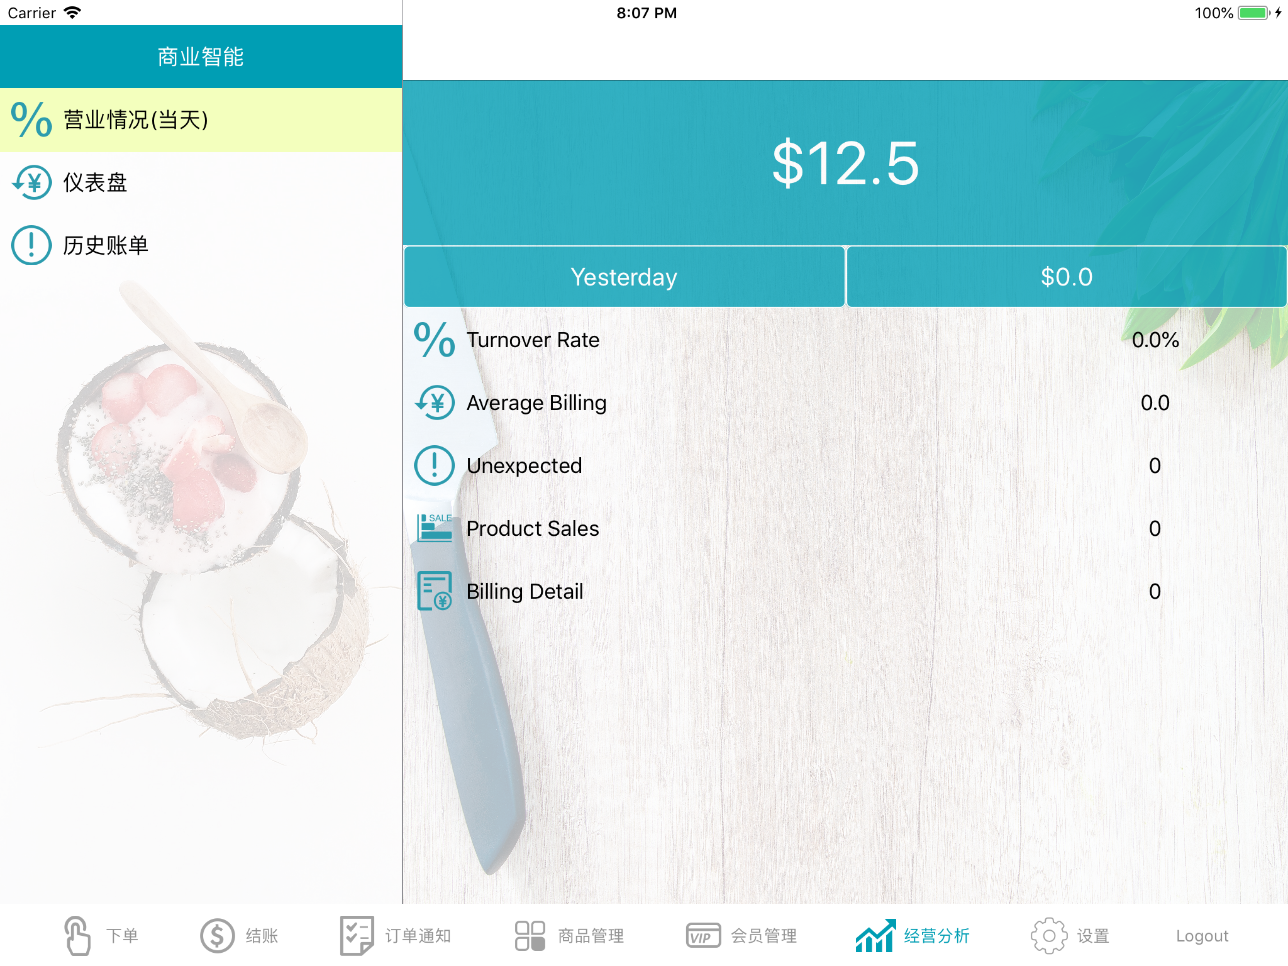 Carrier
8:07 PM
100%
商业智能
营业情况(当天)
仪表盘
历史账单
$12.5
Yesterday
$0.0
Turnover Rate
0.0%
Average Billing
0.0
Unexpected
0
SALE
Product Sales
0
Billing Detail
0
下单
结账
订单通知
商品管理
VIP
会员管理
经营分析
设置
Logout